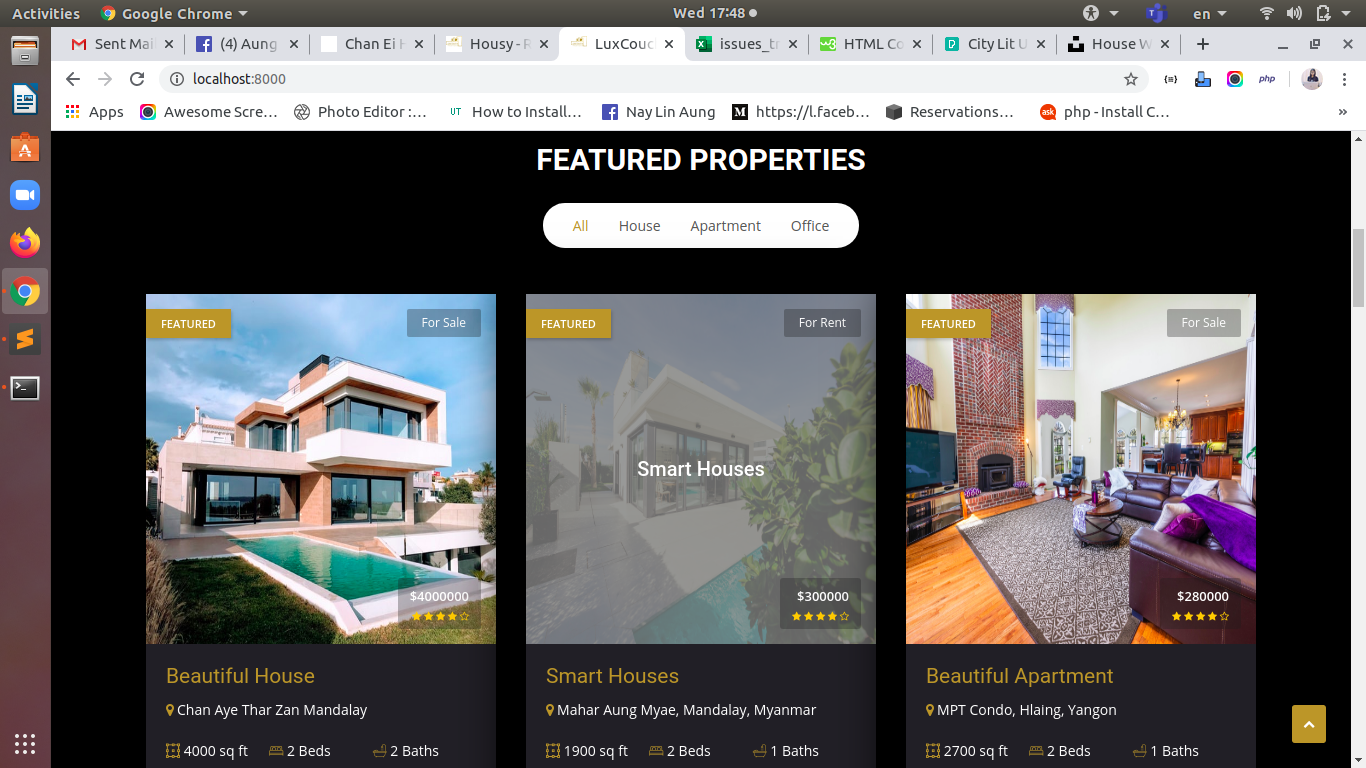 Activities
Google Chrome
Wed 17:48
en
Sent Mai
(4) Aung
Chan Ei H
Housy - R
LuxCouc
issues_tr
HTML Co
City Lit U
House W
localhost:8000
php
Apps
Awesome Scre…
Photo Editor :…
UT How to Install…
Nay Lin Aung
M https://l.faceb…
Reservations…
ask php - Install C…
»
FEATURED PROPERTIES
All House Apartment Office
FEATURED For Sale
FEATURED For Rent
FEATURED For Sale
Smart Houses
$4000000
$300000
$280000
Beautiful House
Chan Aye Thar Zan Mandalay
4000 sq ft 2 Beds 2 Baths
Smart Houses
Mahar Aung Myae, Mandalay, Myanmar
1900 sq ft 2 Beds 1 Baths
Beautiful Apartment
MPT Condo, Hlaing, Yangon
2700 sq ft 2 Beds 1 Baths